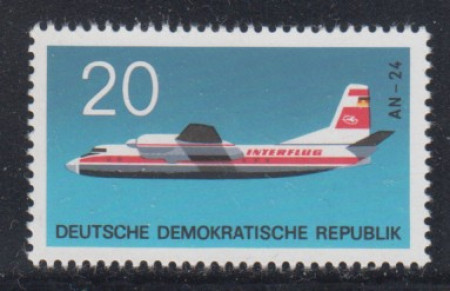 20
AN-24
INTERFLUG
DEUTSCHE DEMOKRATISCHE REPUBLIK